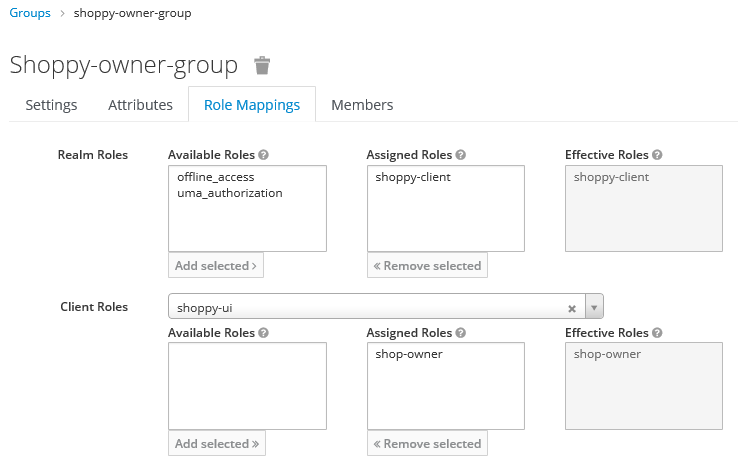 Groups > shoppy-owner-group
Shoppy-owner-group
Settings Attributes Role Mappings Members
Realm Roles Available Roles ? Assigned Roles ? Effective Roles ?
offline_access shoppy-client shoppy-client
uma_authorization
Add selected > « Remove selected
Client Roles shoppy-ui ×
Available Roles ? Assigned Roles ? Effective Roles ?
shop-owner shop-owner
Add selected » « Remove selected